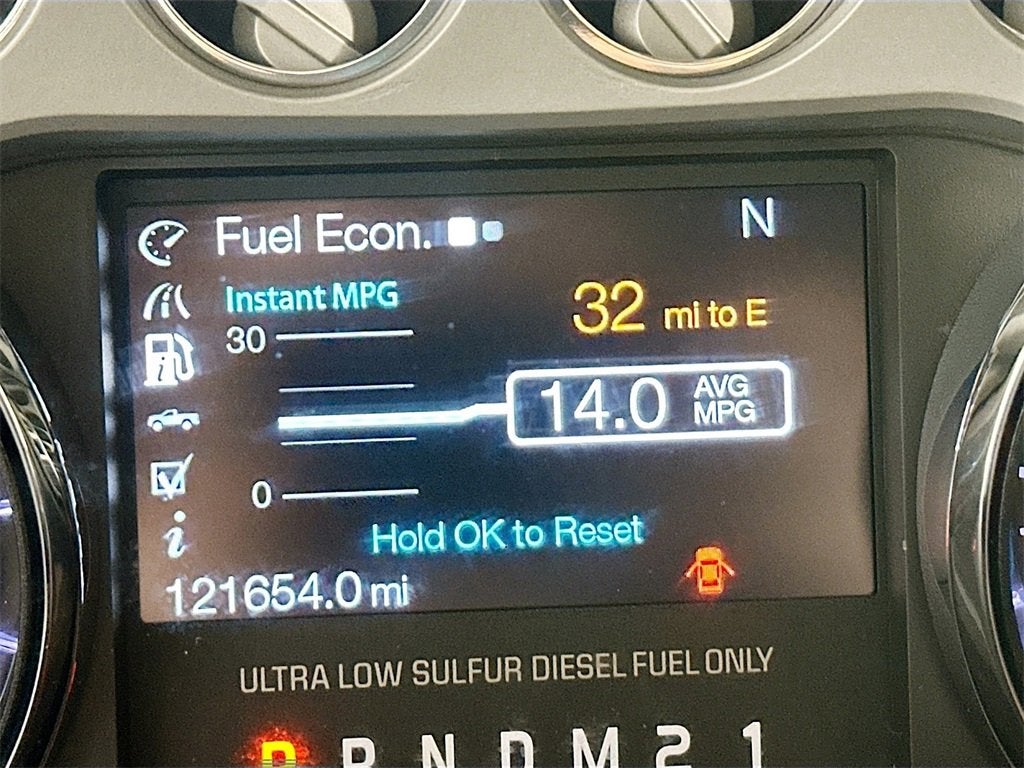 Fuel Econ.
N
Instant MPG
32 mi to E
30
14.0 AVG MPG
0
Hold OK to Reset
121654.0 mi
ULTRA LOW SULFUR DIESEL FUEL ONLY
P R N D M 2 1